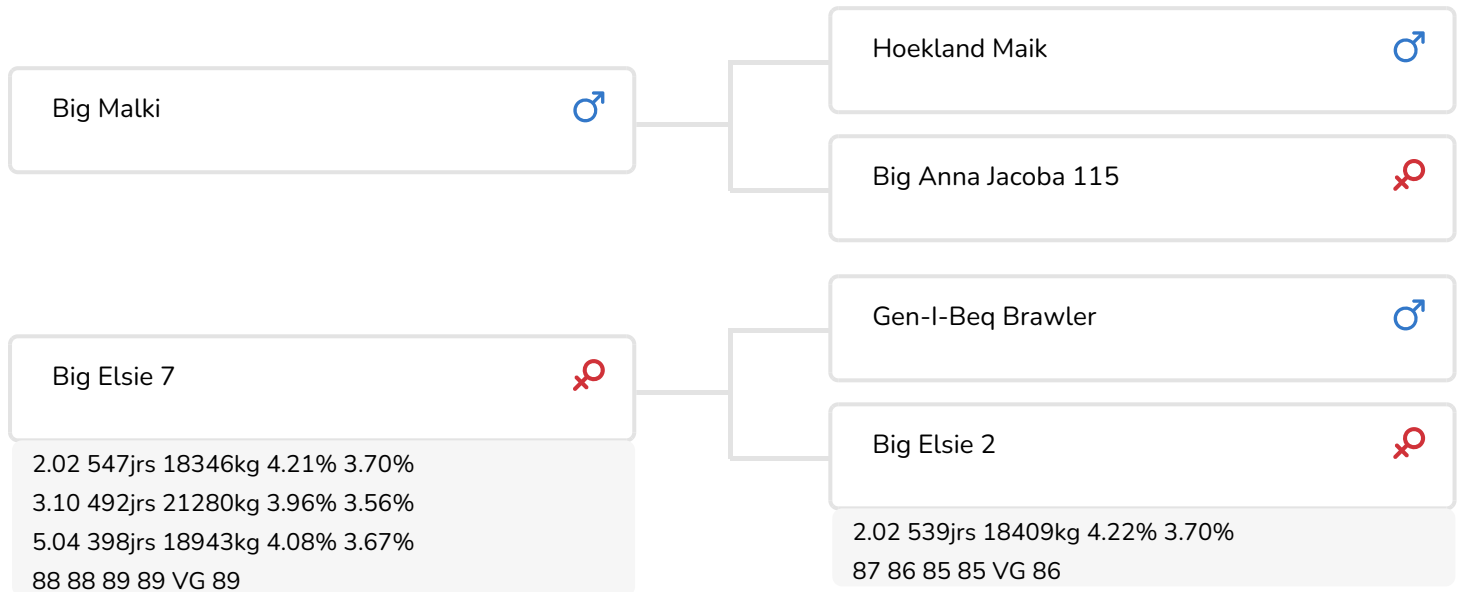 Big Malki
Hoekland Maik
Big Anna Jacoba 115
Big Elsie 7
2.02 547jrs 18346kg 4.21% 3.70%
3.10 492jrs 21280kg 3.96% 3.56%
5.04 398jrs 18943kg 4.08% 3.67%
88 88 89 89 VG 89
Gen-I-Beq Brawler
Big Elsie 2
2.02 539jrs 18409kg 4.22% 3.70%
87 86 85 85 VG 86